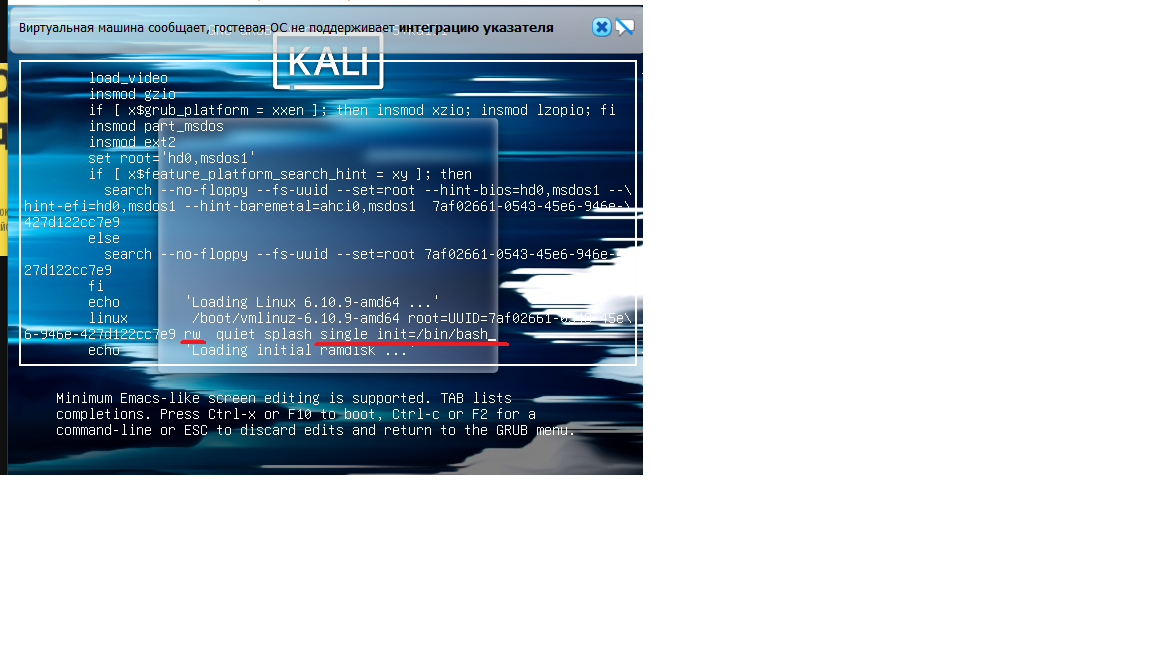 Виртуальная машина сообщает, гостевая ОС не поддерживает интеграцию указателя
KALI
load_video
insmod gzio
if [ x$grub_platform = xxen ]; then insmod xzio; insmod lzopio; fi
insmod part_msdos
insmod ext2
set root='hd0,msdos1'
if [ x$feature_platform_search_hint = xy ]; then
search --no-floppy --fs-uuid --set=root --hint-bios=hd0,msdos1 --\
hint-efi=hd0,msdos1 --hint-baremetal=ahci0,msdos1  7af02661-0543-45e6-946e-\
427d122cc7e9
else
search --no-floppy --fs-uuid --set=root 7af02661-0543-45e6-946e-
27d122cc7e9
fi
echo 'Loading Linux 6.10.9-amd64 ...'
linux /boot/vmlinuz-6.10.9-amd64 root=UUID=7af02661-0543-45e\
6-946e-427d122cc7e9 rw  quiet splash single init=/bin/bash_
echo 'Loading initial ramdisk ...'
Minimum Emacs-like screen editing is supported. TAB lists
completions. Press Ctrl-x or F10 to boot, Ctrl-c or F2 for a
command-line or ESC to discard edits and return to the GRUB menu.